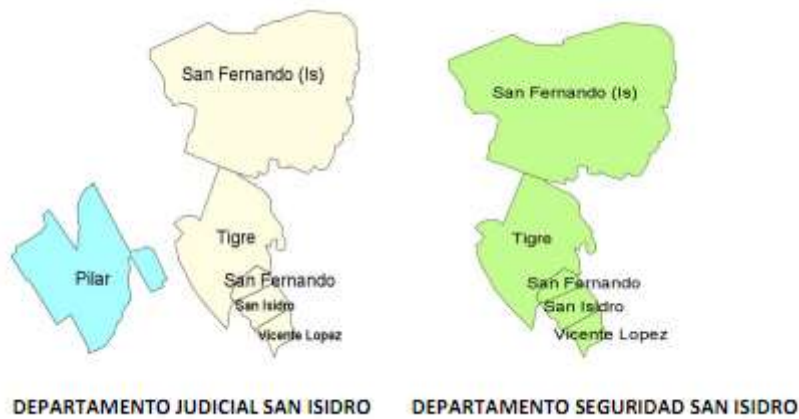 San Fernando (Is)
Tigre
Pilar
San Fernando
San Isidro
Vicente Lopez
DEPARTAMENTO JUDICIAL SAN ISIDRO
San Fernando (Is)
Tigre
San Fernando
San Isidro
Vicente Lopez
DEPARTAMENTO SEGURIDAD SAN ISIDRO